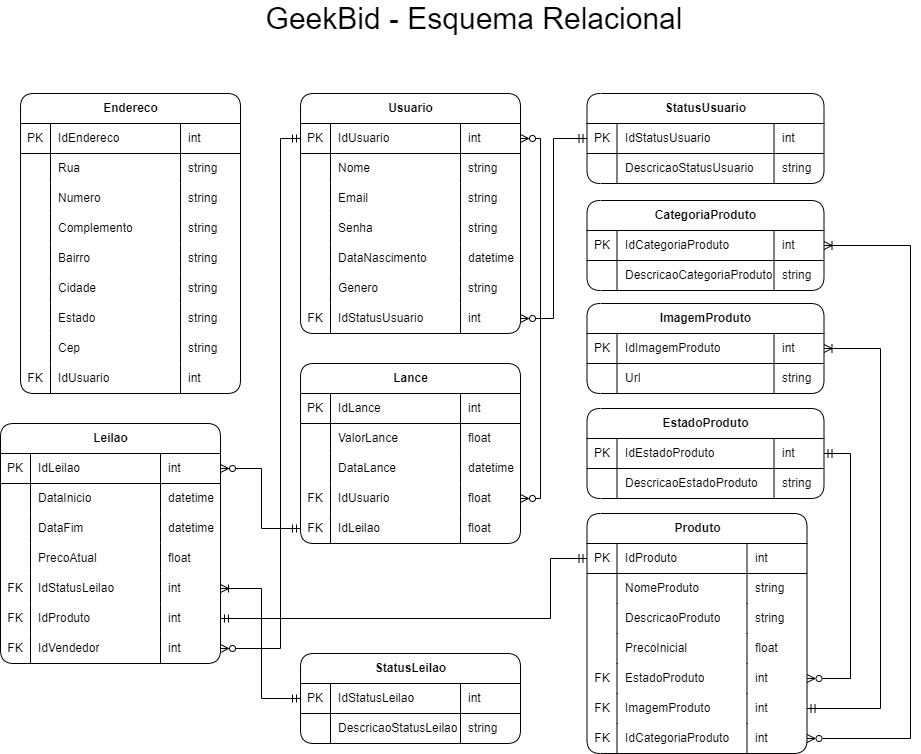 GeekBid - Esquema Relacional
Endereco
PK IdEndereco int
Rua string
Numero string
Complemento string
Bairro string
Cidade string
Estado string
Cep string
FK IdUsuario int
Usuario
PK IdUsuario int
Nome string
Email string
Senha string
DataNascimento datetime
Genero string
FK IdStatusUsuario int
StatusUsuario
PK IdStatusUsuario int
DescricaoStatusUsuario string
CategoriaProduto
PK IdCategoriaProduto int
DescricaoCategoriaProduto string
ImagemProduto
PK IdImagemProduto int
Url string
Lance
PK IdLance int
ValorLance float
DataLance datetime
FK IdUsuario float
FK IdLeilao float
EstadoProduto
PK IdEstadoProduto int
DescricaoEstadoProduto string
Leilao
PK IdLeilao int
DataInicio datetime
DataFim datetime
PrecoAtual float
FK IdStatusLeilao int
FK IdProduto int
FK IdVendedor int
Produto
PK IdProduto int
NomeProduto string
DescricaoProduto string
PrecoInicial float
FK EstadoProduto int
FK ImagemProduto int
FK IdCategoriaProduto int
StatusLeilao
PK IdStatusLeilao int
DescricaoStatusLeilao string